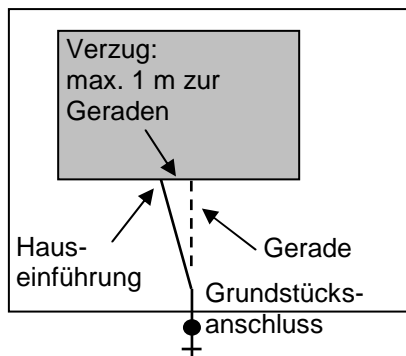 Verzug:
max. 1 m zur
Geraden
Haus-
einführung
Gerade
Grundstücks-
anschluss